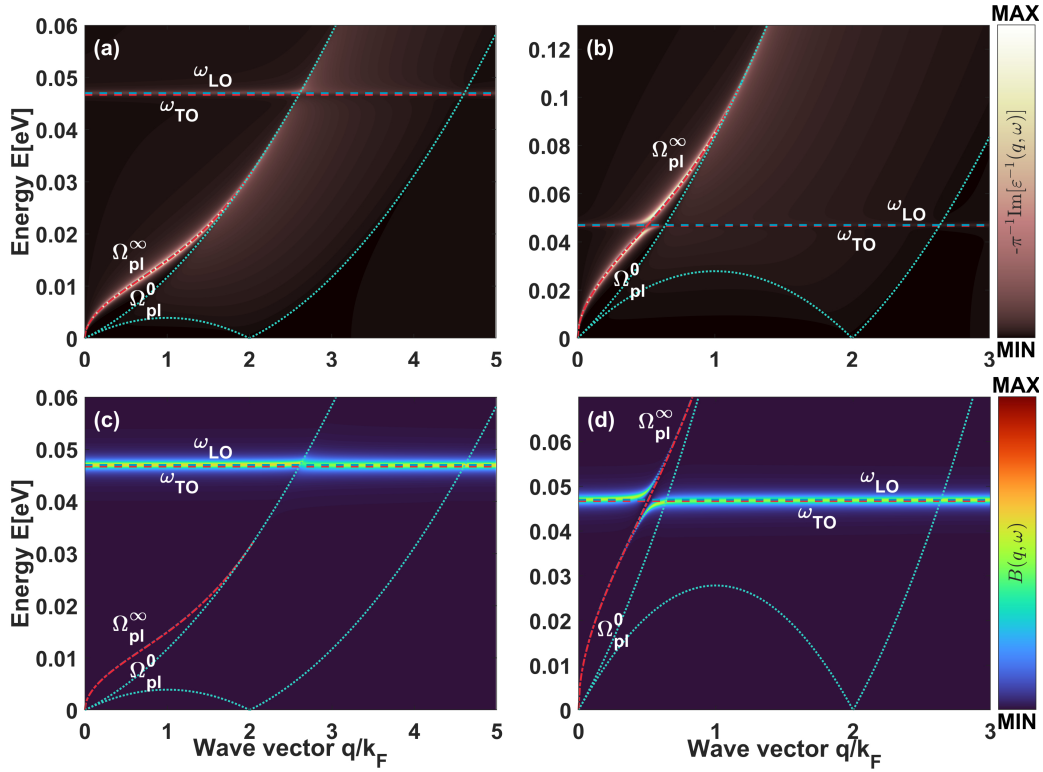 (a)
0.06
0.05
0.04
0.03
0.02
0.01
0
Energy E[eV]
ω_LO
ω_TO
Ω_pl^∞
Ω_pl^0
0 1 2 3 4 5
(b)
0.12
0.1
0.08
0.06
0.04
0.02
0
Ω_pl^∞
ω_LO
ω_TO
Ω_pl^0
0 1 2 3
MAX
-π⁻¹Im[ε⁻¹(q, ω)]
MIN
(c)
0.06
0.05
0.04
0.03
0.02
0.01
0
Energy E[eV]
ω_LO
ω_TO
Ω_pl^∞
Ω_pl^0
0 1 2 3 4 5
Wave vector q/k_F
(d)
0.06
0.05
0.04
0.03
0.02
0.01
0
Ω_pl^∞
ω_LO
ω_TO
Ω_pl^0
0 1 2 3
Wave vector q/k_F
MAX
B(q, ω)
MIN